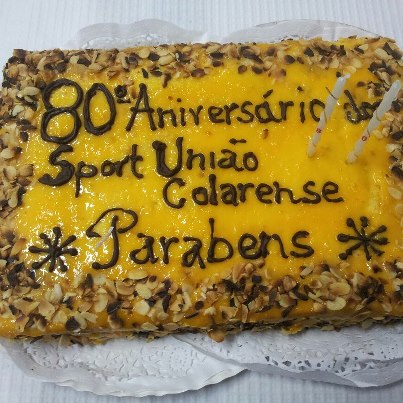 80º Aniversário do
Sport União
Colarense
Parabens